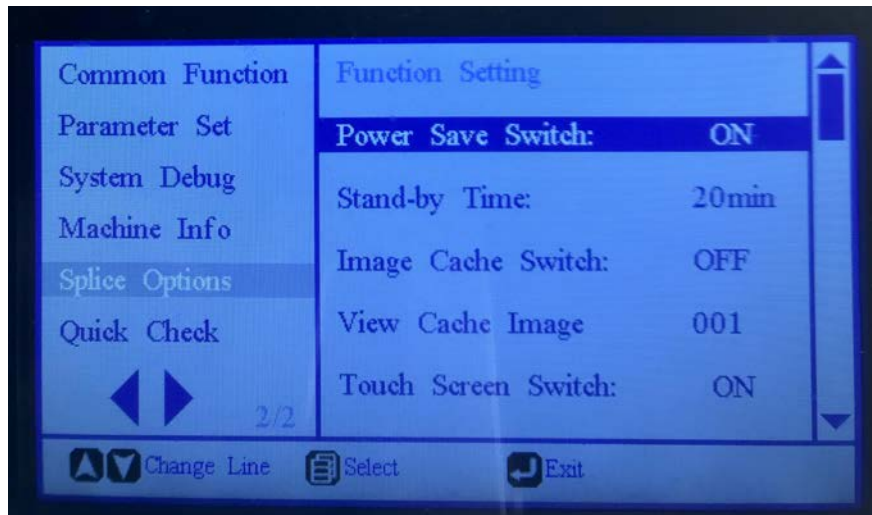 Common Function
Parameter Set
System Debug
Machine Info
Splice Options
Quick Check
2/2
Function Setting
Power Save Switch: ON
Stand-by Time: 20min
Image Cache Switch: OFF
View Cache Image 001
Touch Screen Switch: ON
Change Line Select Exit